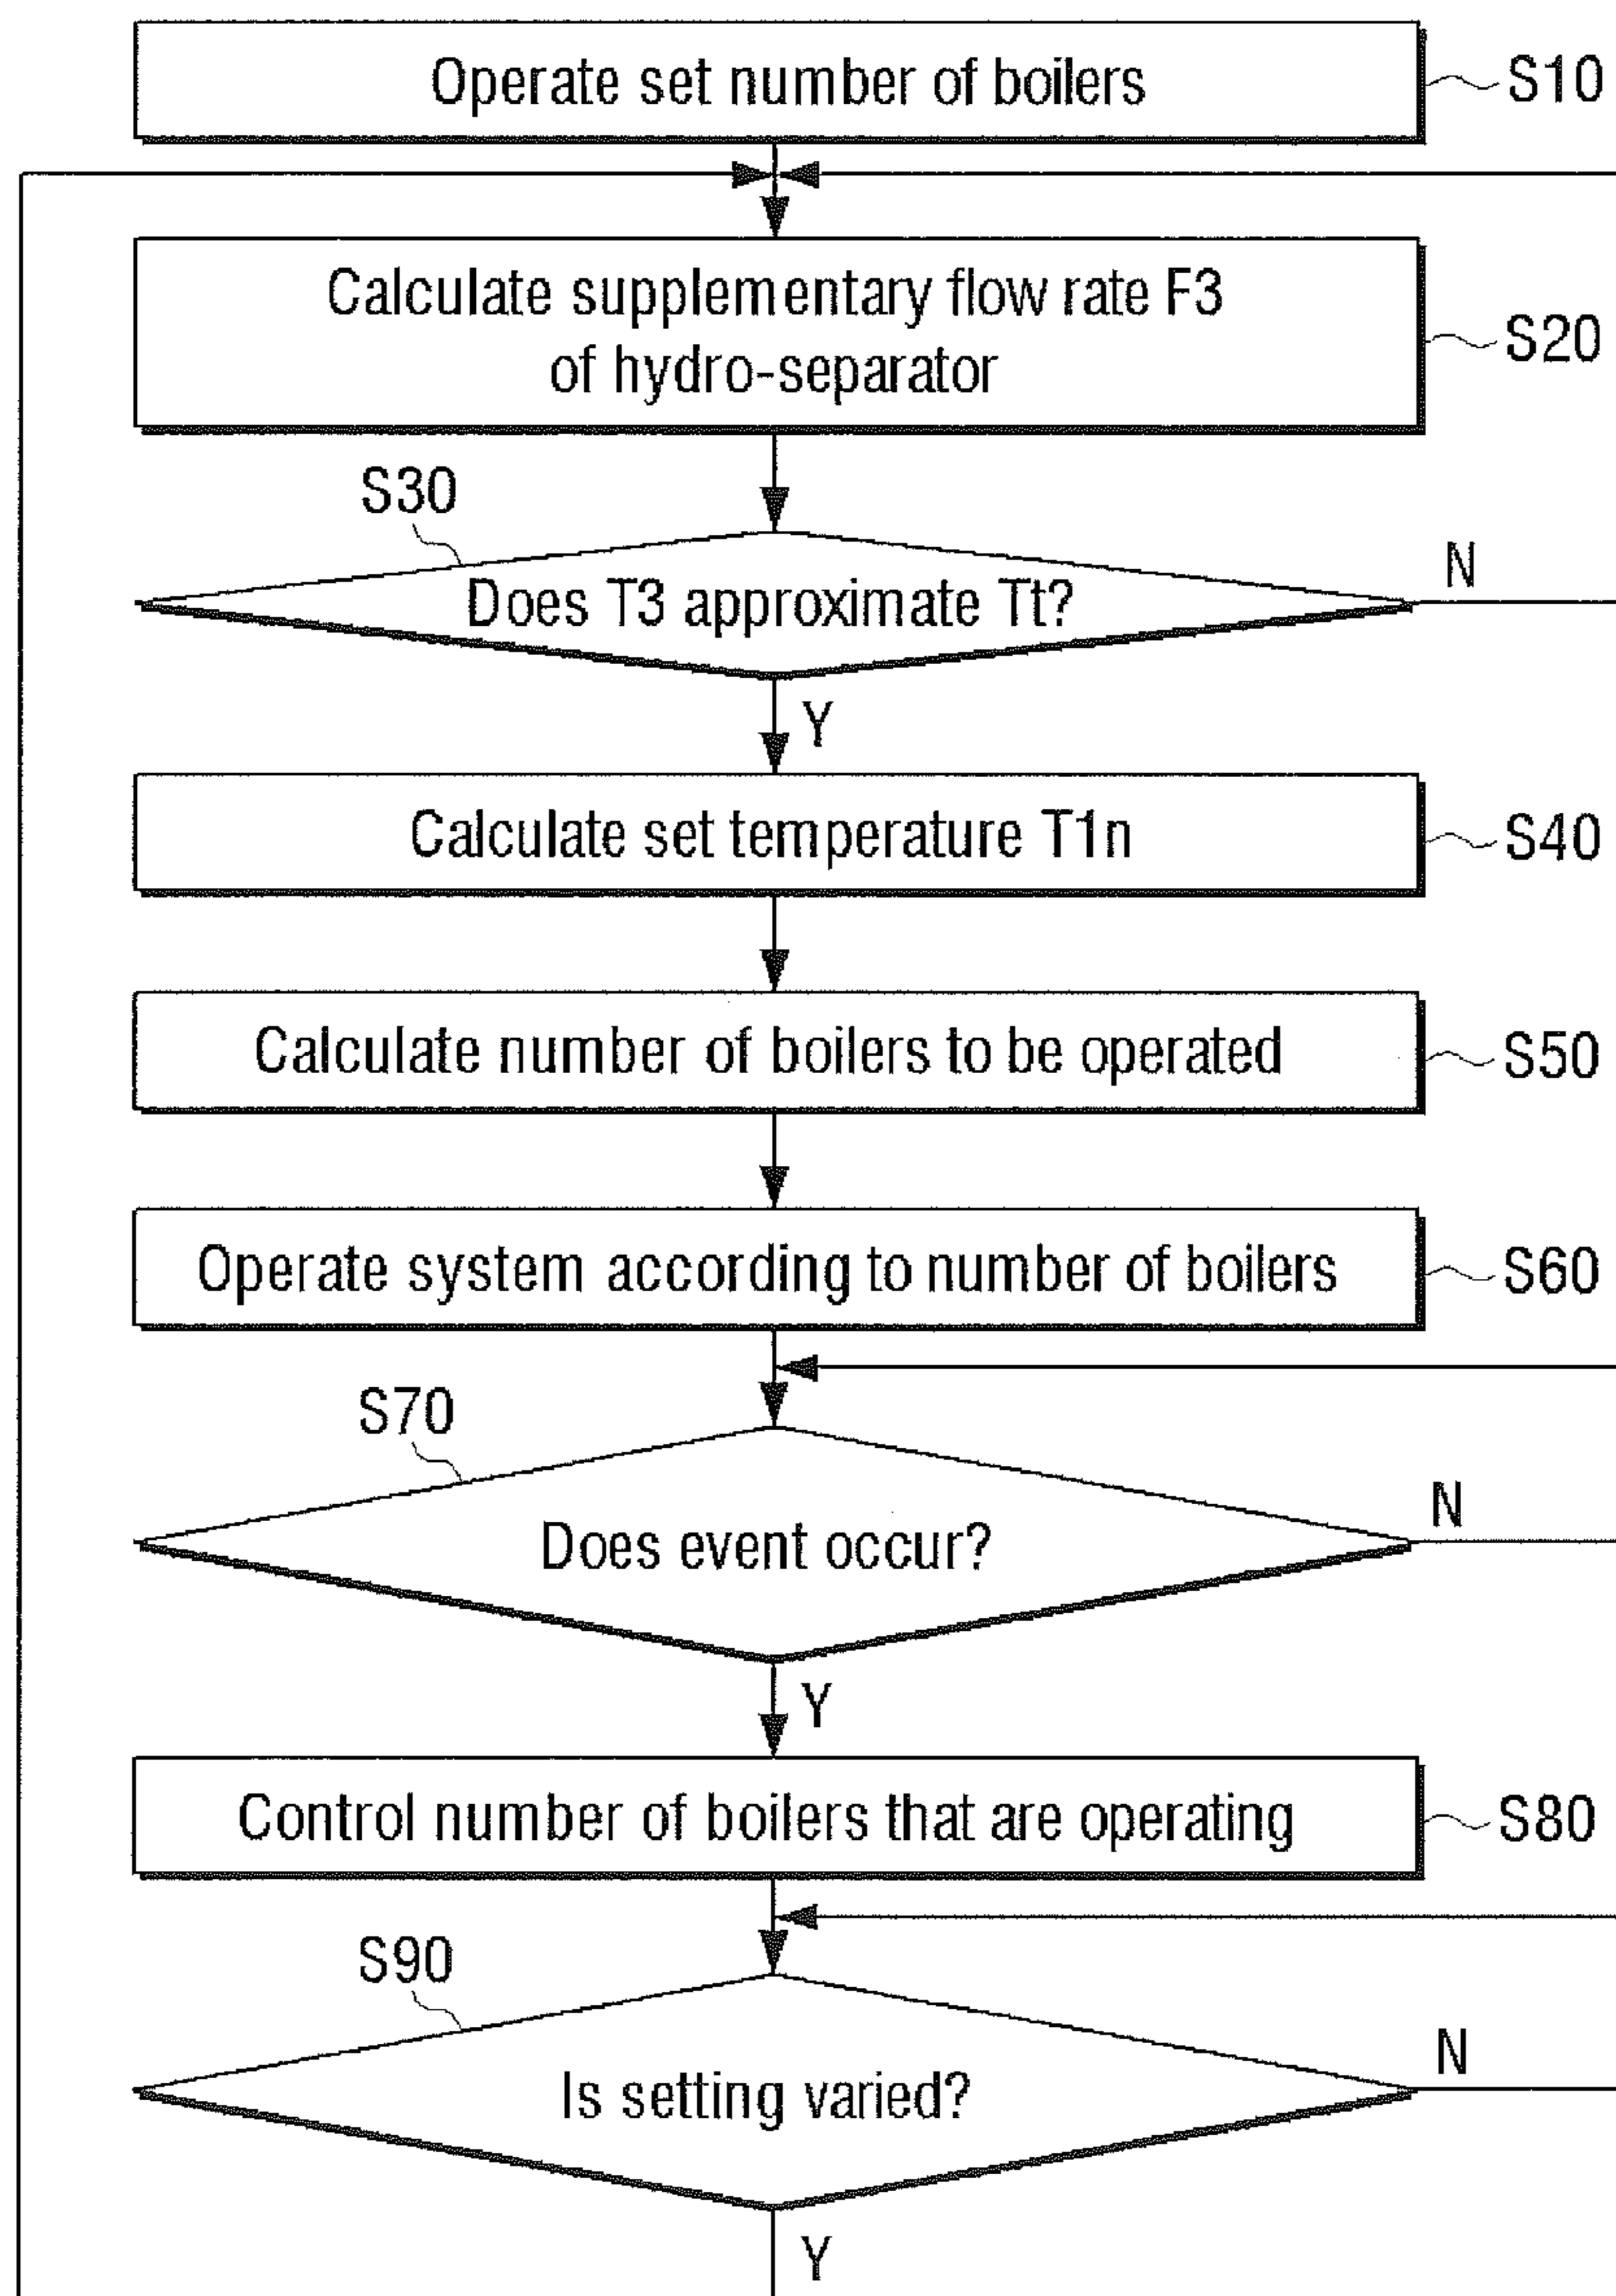 Operate set number of boilers
S10
Calculate supplementary flow rate F3
of hydro-separator
S20
S30
Does T3 approximate Tt?
N
Y
Calculate set temperature T1n
S40
Calculate number of boilers to be operated
S50
Operate system according to number of boilers
S60
S70
Does event occur?
N
Y
Control number of boilers that are operating
S80
S90
Is setting varied?
N
Y